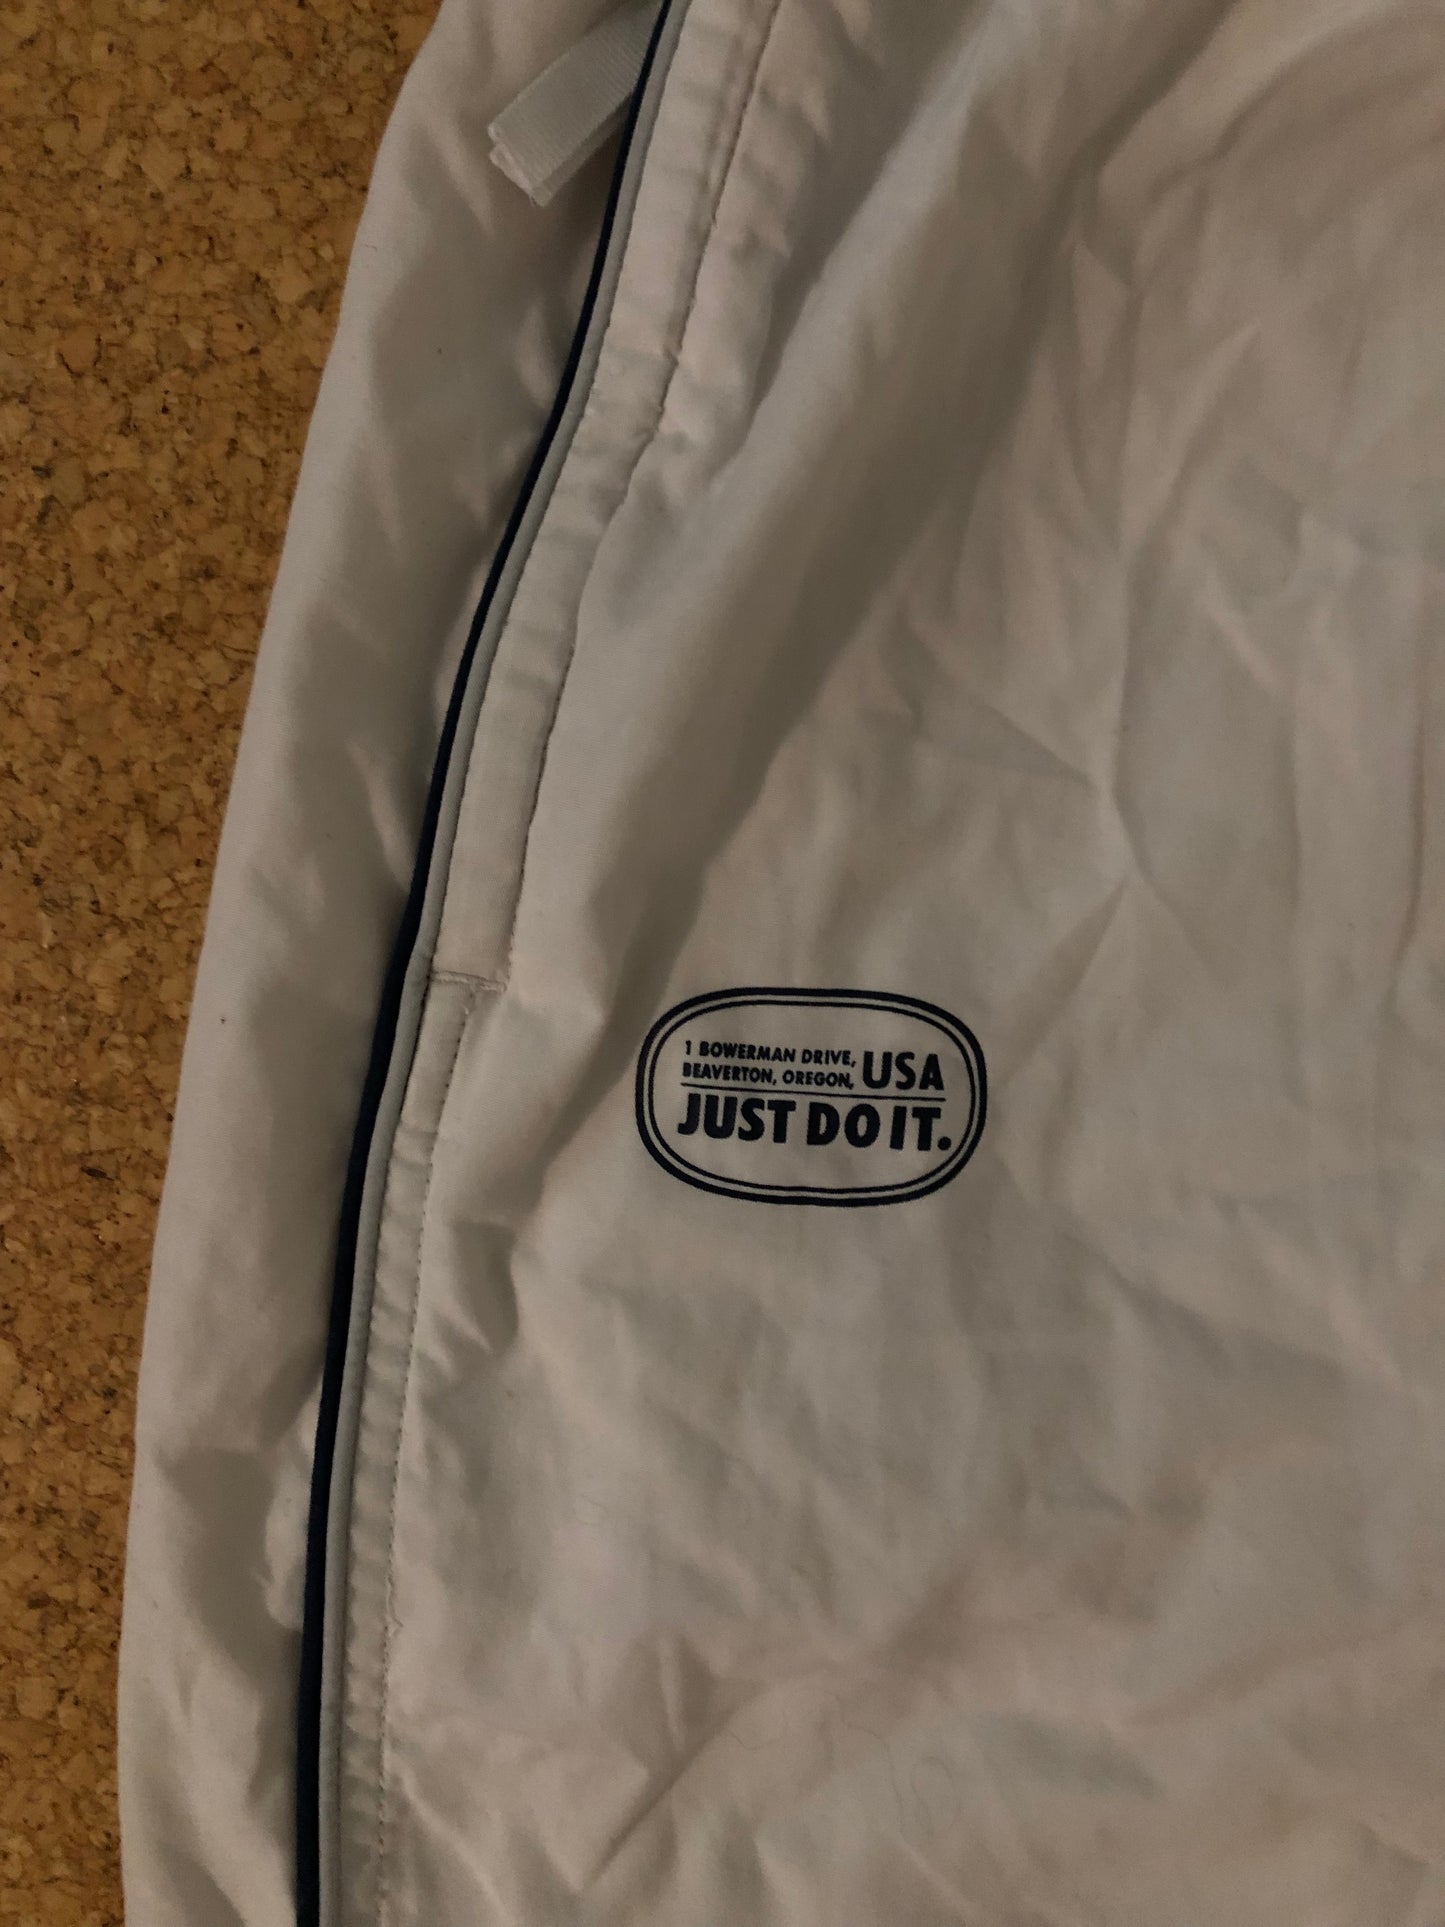 1 BOWERMAN DRIVE,
BEAVERTON, OREGON, USA
JUST DO IT.